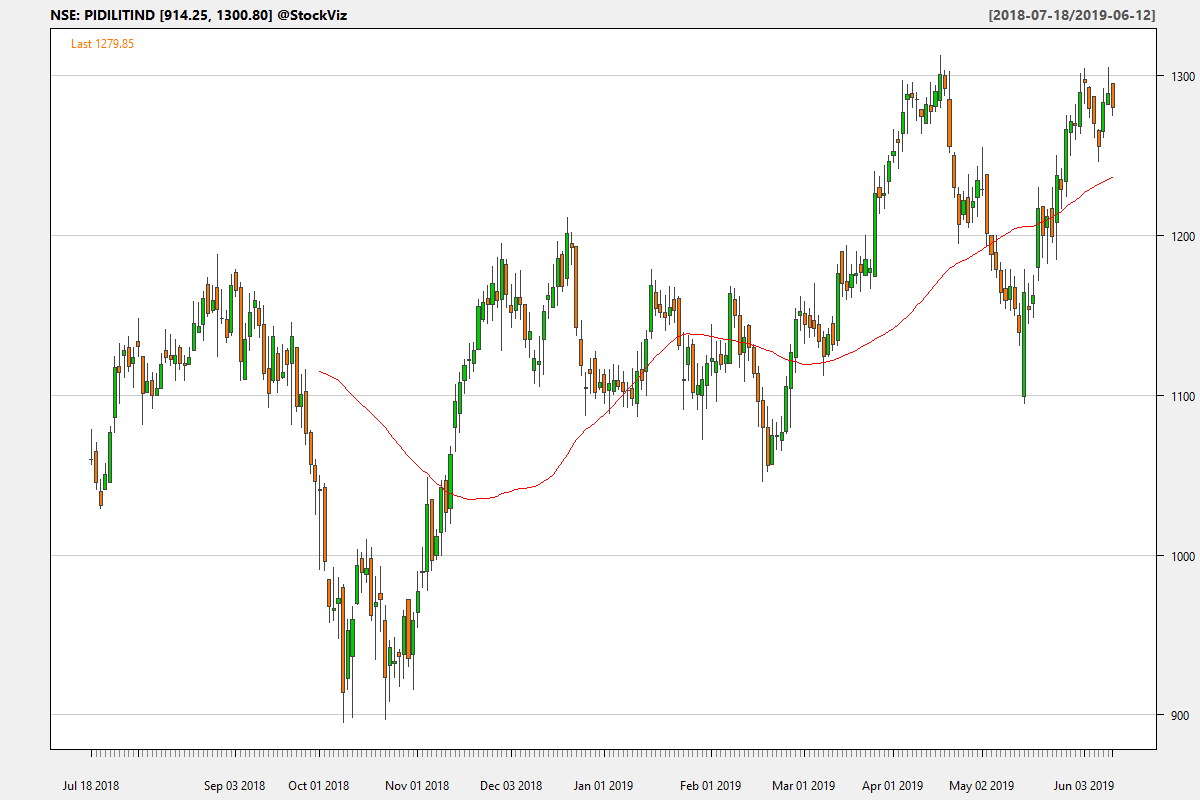 NSE: PIDILITIND [914.25, 1300.80] @StockViz [2018-07-18/2019-06-12]
Last 1279.85
1300
1200
1100
1000
900
Jul 18 2018 Sep 03 2018 Oct 01 2018 Nov 01 2018 Dec 03 2018 Jan 01 2019 Feb 01 2019 Mar 01 2019 Apr 01 2019 May 02 2019 Jun 03 2019